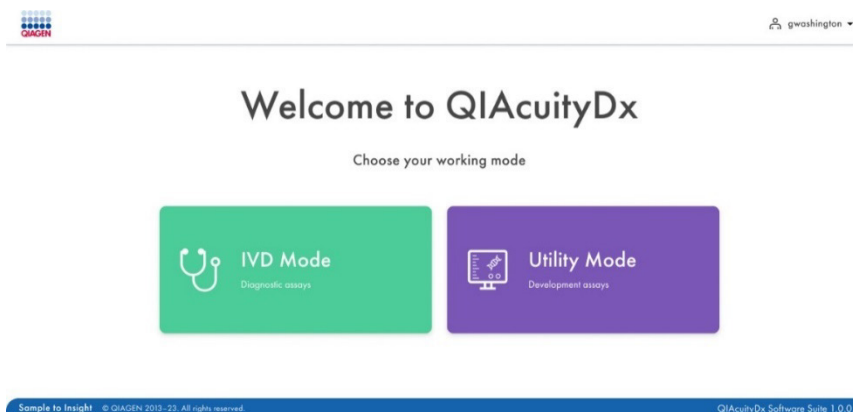 QIAGEN
gwashington
Welcome to QIAcuityDx
Choose your working mode
IVD Mode
Diagnostic assays
Utility Mode
Development assays
Sample to Insight © QIAGEN 2013–23. All rights reserved.
QIAcuityDx Software Suite 1.0.0